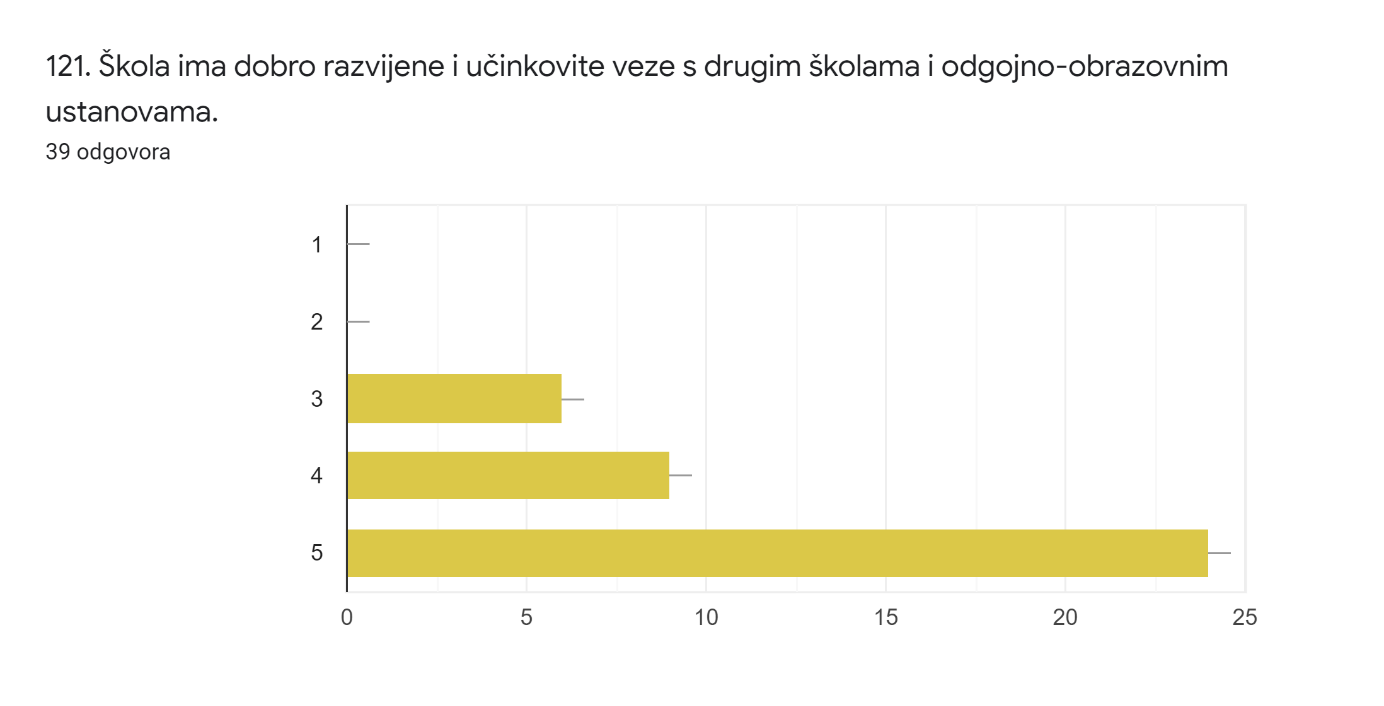 121. Škola ima dobro razvijene i učinkovite veze s drugim školama i odgojno-obrazovnim
ustanovama.
39 odgovora
1
2
3
4
5
0 5 10 15 20 25